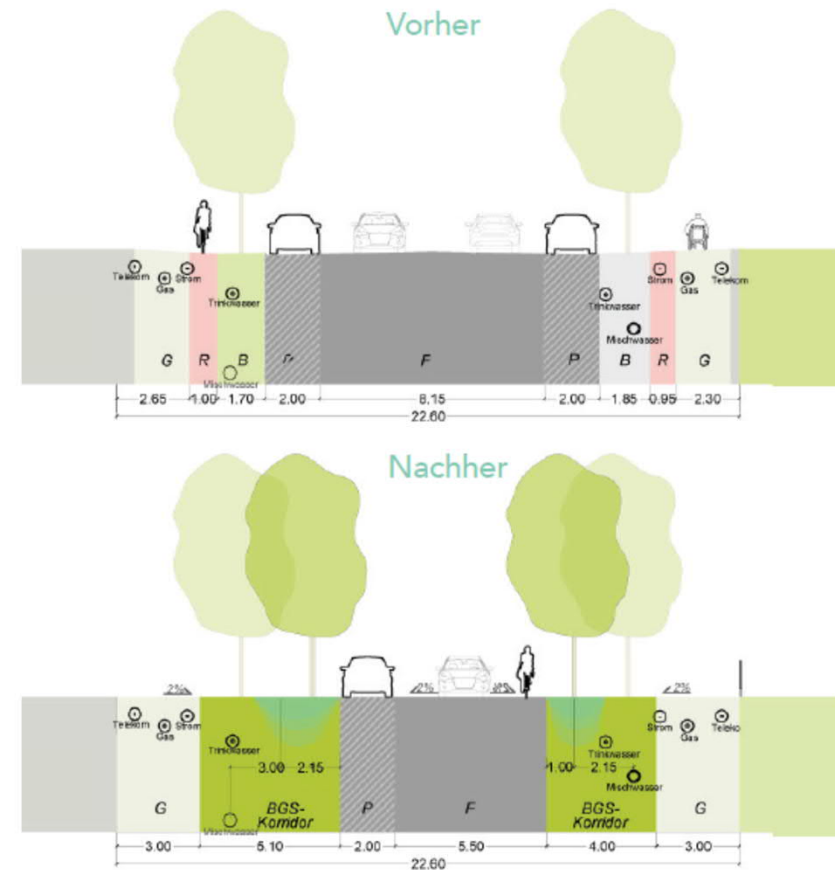 Vorher
Telekom Gas Strom Trinkwasser Trinkwasser Mischwasser Strom Gas Telekom
G R B P F P B R G
Mischwasser
2.65 1.00 1.70 2.00 8.15 2.00 1.85 0.95 2.30
22.60
Nachher
2% 2% 2%
Telekom Gas Strom Trinkwasser Trinkwasser Mischwasser Strom Gas Teleko
3.00 2.15 1.00 2.15
G BGS-Korridor P F BGS-Korridor G
Mischwasser
3.00 5.10 2.00 5.50 4.00 3.00
22.60